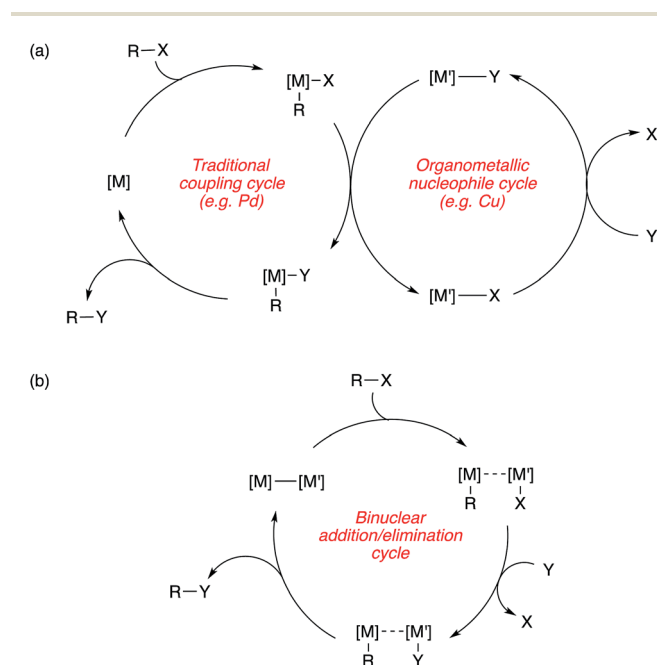 (a)
R–X
[M]–X
R
[M']—Y
X
[M]
Traditional
coupling cycle
(e.g. Pd)
Organometallic
nucleophile cycle
(e.g. Cu)
Y
[M]–Y
R
[M']—X
R–Y
(b)
R–X
[M]—[M']
[M]---[M']
R X
Binuclear
addition/elimination
cycle
Y
R–Y
X
[M]---[M']
R Y